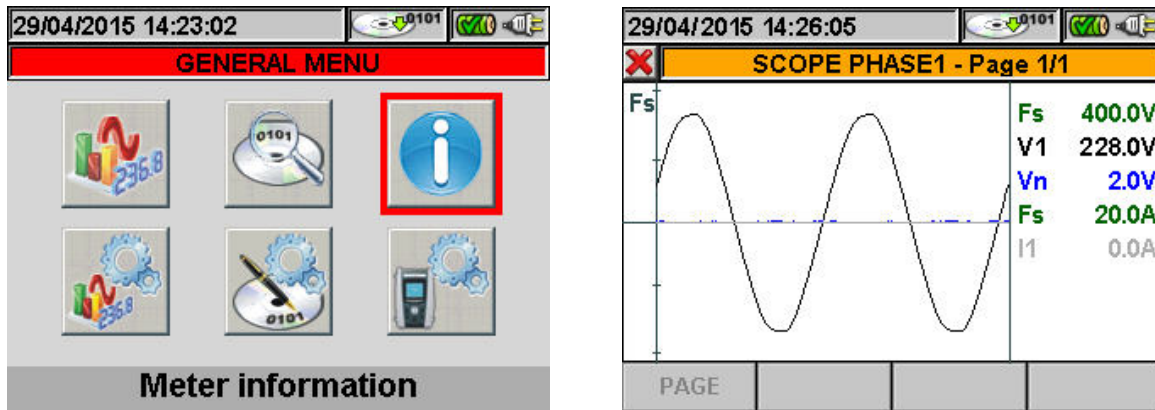 29/04/2015 14:23:02
0101
GENERAL MENU
236.8
0101
236.8
0101
Meter information
29/04/2015 14:26:05
0101
SCOPE PHASE1 - Page 1/1
Fs
Fs 400.0V
V1 228.0V
Vn 2.0V
Fs 20.0A
I1 0.0A
PAGE